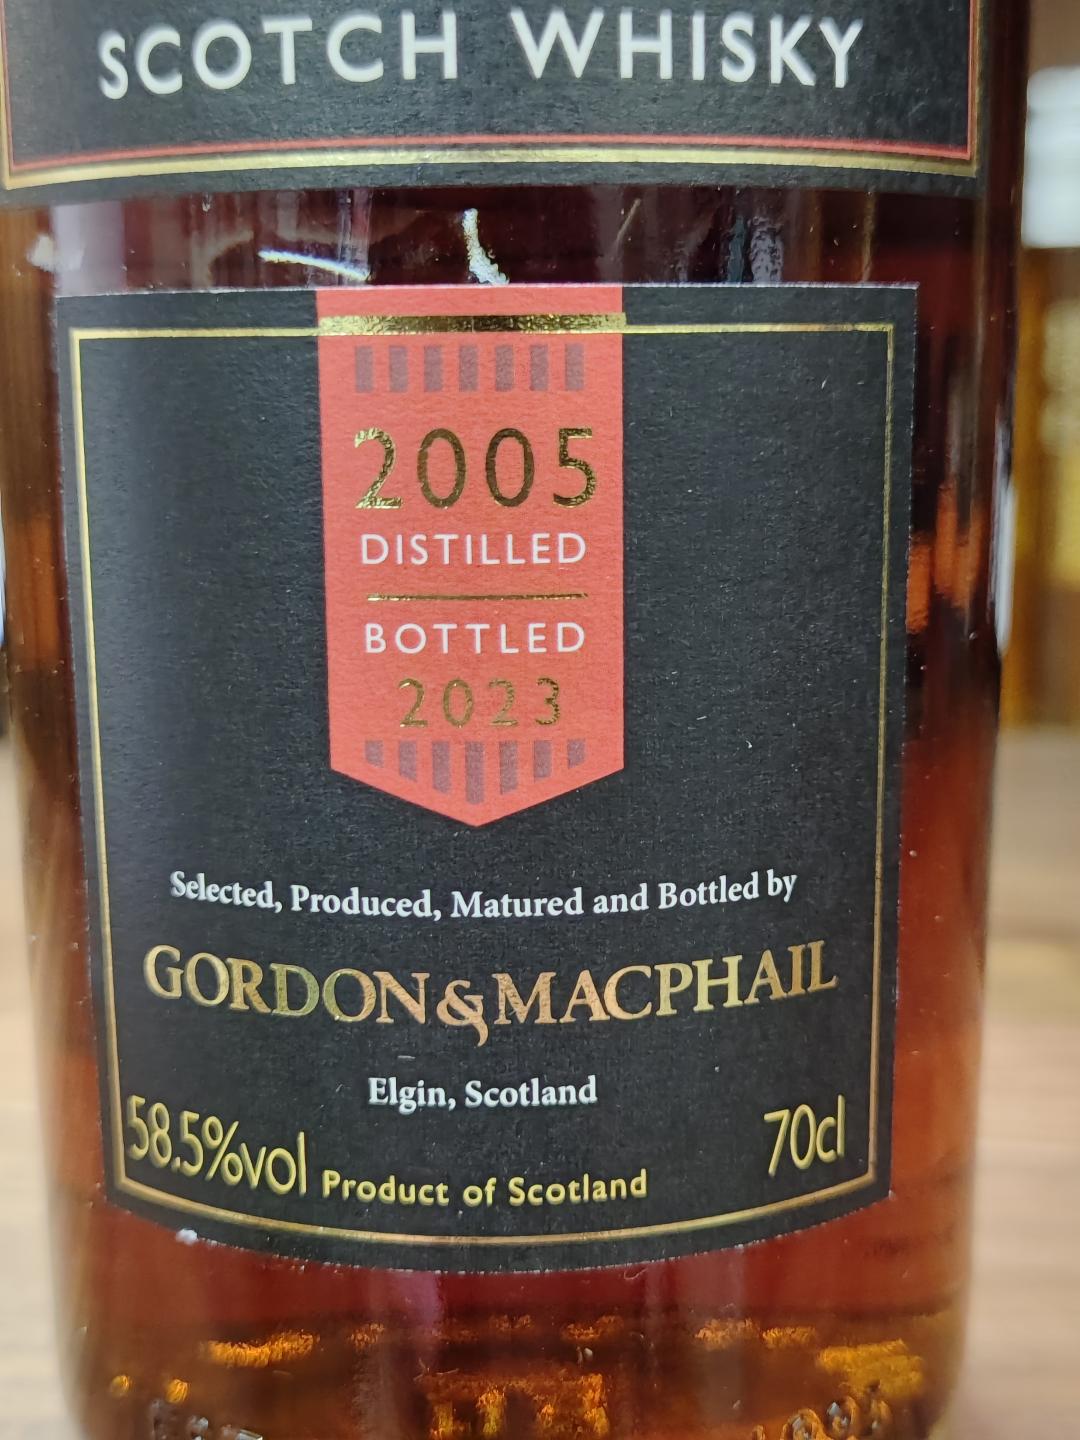 SCOTCH WHISKY
2005
DISTILLED
BOTTLED
2023
Selected, Produced, Matured and Bottled by
GORDON & MACPHAIL
Elgin, Scotland
58.5%vol Product of Scotland 70cl